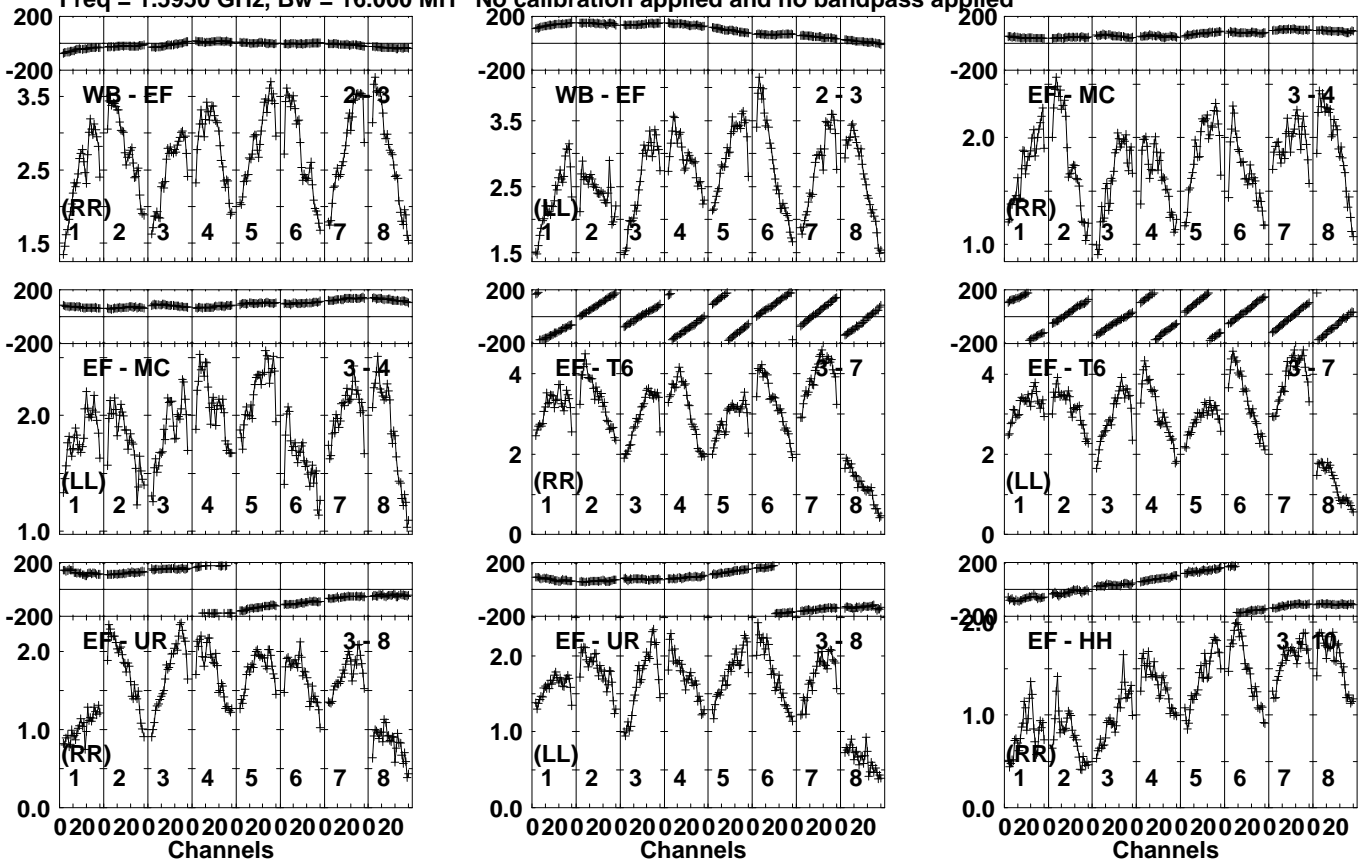 Freq = 1.5950 GHz, Bw = 16.000 MH No calibration applied and no bandpass applied
200 200 200
-200 -200 -200
WB - EF 2 - 3 WB - EF 2 - 3 EF - MC 3 - 4
3.5 3.5 2.0
2.5 2.5
(RR) (LL) (RR)
1 2 3 4 5 6 7 8 1 2 3 4 5 6 7 8 1 2 3 4 5 6 7 8
1.5 1.5 1.0
200 200 200
-200 -200 -200
EF - MC 3 - 4 EF - T6 3 - 7 EF - T6 3 - 7
2.0 4 4
2 2
(LL) (RR) (LL)
1 2 3 4 5 6 7 8 1 2 3 4 5 6 7 8 1 2 3 4 5 6 7 8
1.0 0 0
200 200 200
-200 -200 -200
2.0
EF - UR 3 - 8 EF - UR 3 - 8 EF - HH 3 - 10
2.0 2.0
1.0 1.0 1.0
(RR) (LL) (RR)
1 2 3 4 5 6 7 8 1 2 3 4 5 6 7 8 1 2 3 4 5 6 7 8
0.0 0.0 0.0
0 20 0 20 0 20 0 20 0 20 0 20 0 20 0 20 0 20 0 20 0 20 0 20 0 20 0 20 0 20 0 20 0 20 0 20 0 20 0 20 0 20 0 20 0 20 0 20
Channels Channels Channels